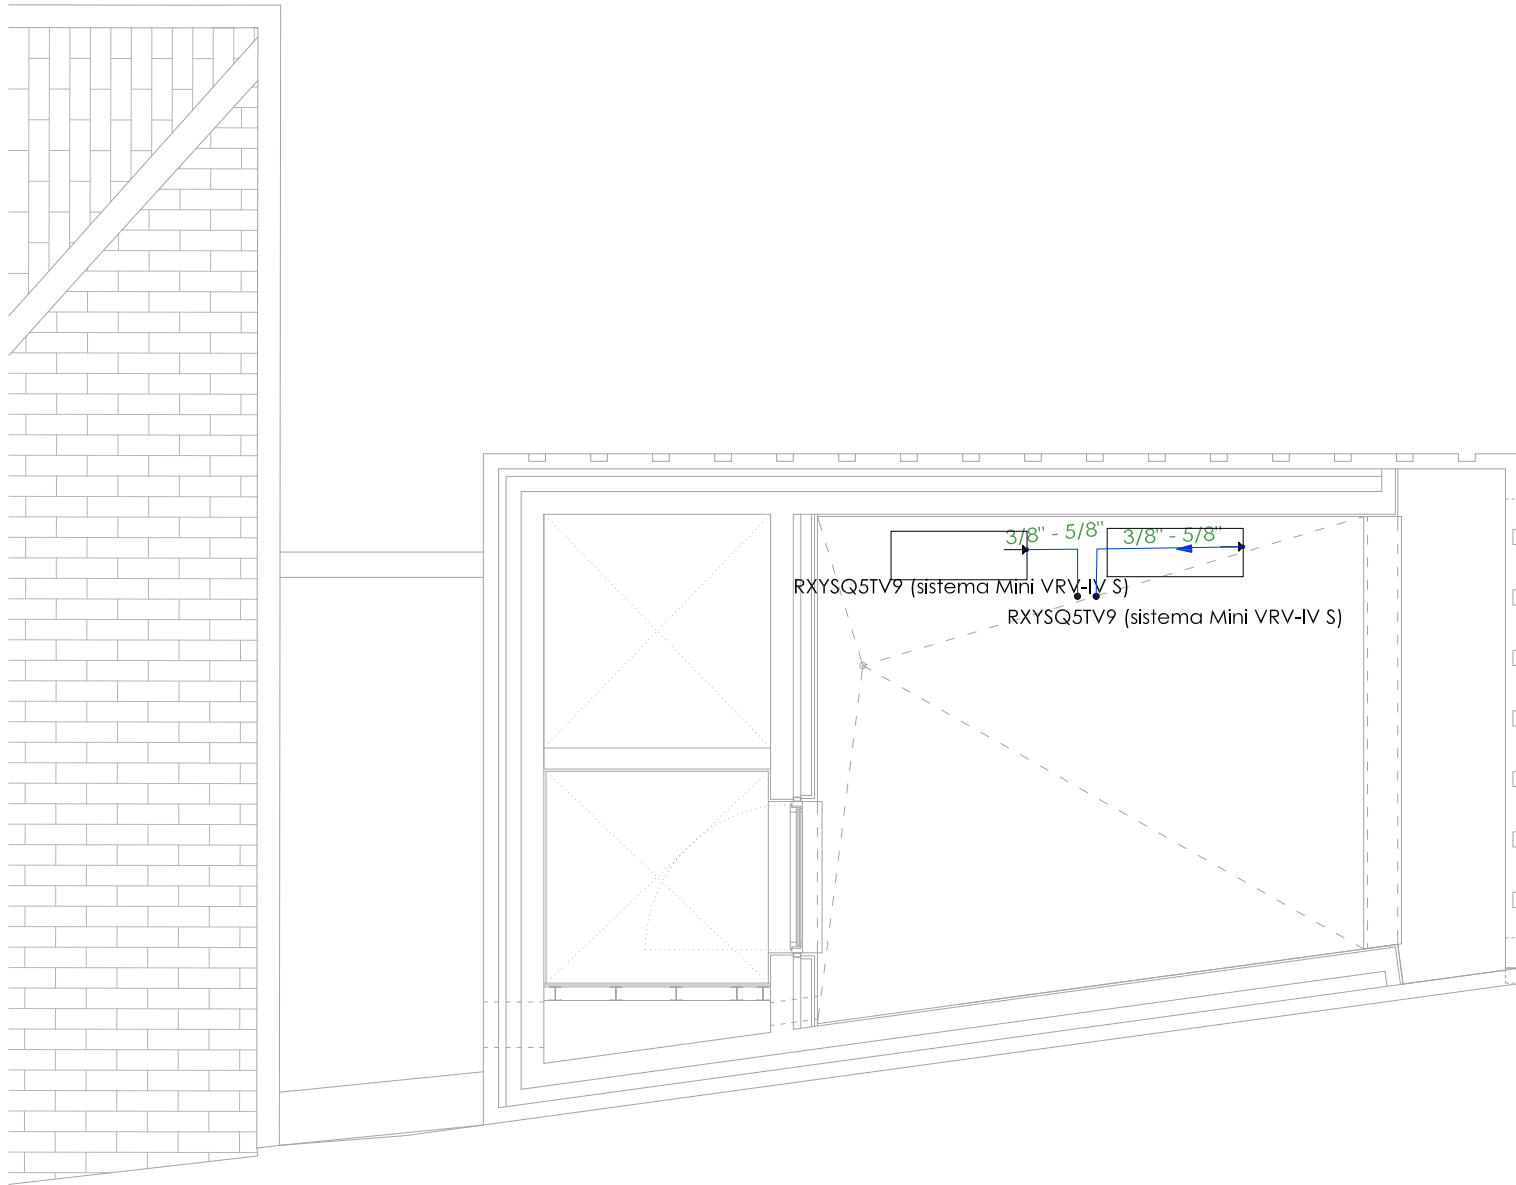 3/8" - 5/8"
3/8" - 5/8"
RXYSQ5TV9 (sistema Mini VRV-IV S)
RXYSQ5TV9 (sistema Mini VRV-IV S)